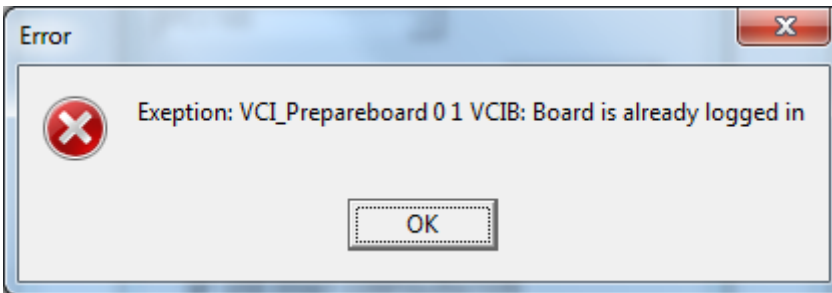 Error
Exeption: VCI_Prepareboard 0 1 VCIB: Board is already logged in
OK